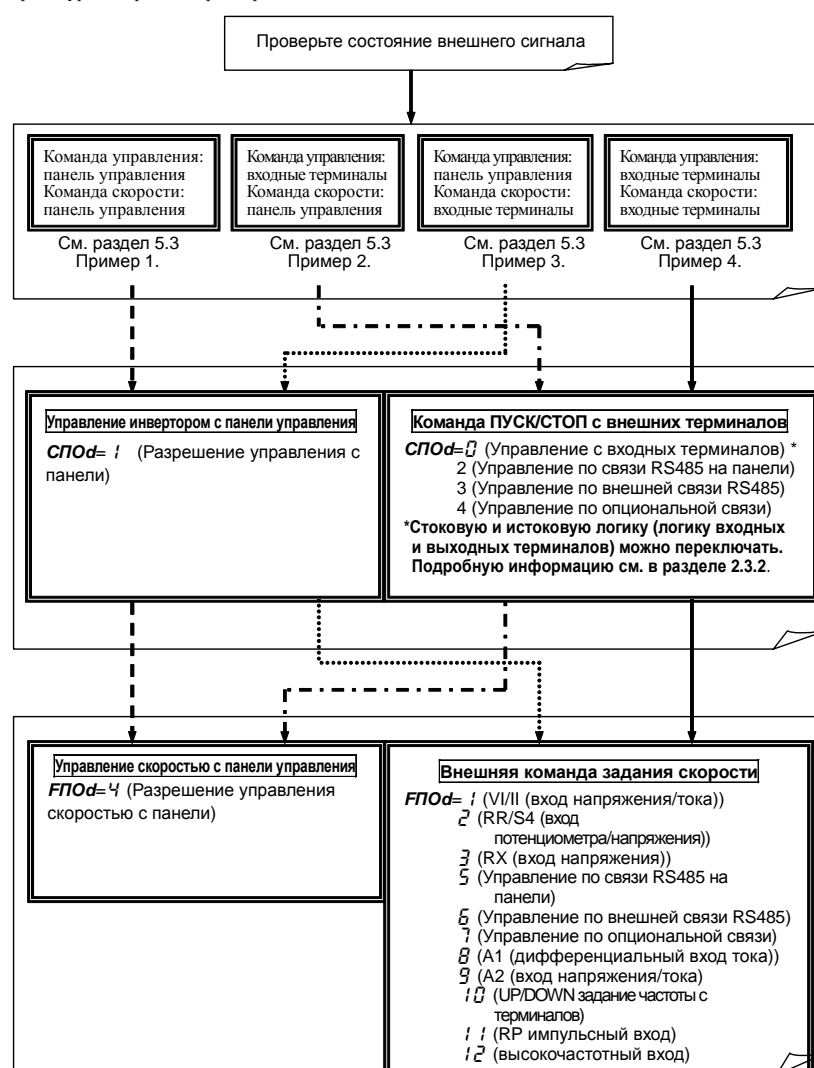 Проверьте состояние внешнего сигнала
Команда управления:
панель управления
Команда скорости:
панель управления
Команда управления:
входные терминалы
Команда скорости:
панель управления
Команда управления:
панель управления
Команда скорости:
входные терминалы
Команда управления:
входные терминалы
Команда скорости:
входные терминалы
См. раздел 5.3
Пример 1.
См. раздел 5.3
Пример 2.
См. раздел 5.3
Пример 3.
См. раздел 5.3
Пример 4.
Управление инвертором с панели управления
СПОd= 1 (Разрешение управления с
панели)
Команда ПУСК/СТОП с внешних терминалов
СПОd=0 (Управление с входных терминалов) *
2 (Управление по связи RS485 на панели)
3 (Управление по внешней связи RS485)
4 (Управление по опциональной связи)
*Стоковую и истоковую логику (логику входных
и выходных терминалов) можно переключать.
Подробную информацию см. в разделе 2.3.2.
Управление скоростью с панели управления
FПОd=4 (Разрешение управления
скоростью с панели)
Внешняя команда задания скорости
FПОd= 1 (VI/II (вход напряжения/тока))
2 (RR/S4 (вход
потенциометра/напряжения))
3 (RX (вход напряжения))
5 (Управление по связи RS485 на
панели)
6 (Управление по внешней связи RS485)
7 (Управление по опциональной связи)
8 (A1 (дифференциальный вход тока))
9 (A2 (вход напряжения/тока)
10 (UP/DOWN задание частоты с
терминалов)
11 (RP импульсный вход)
12 (высокочастотный вход)